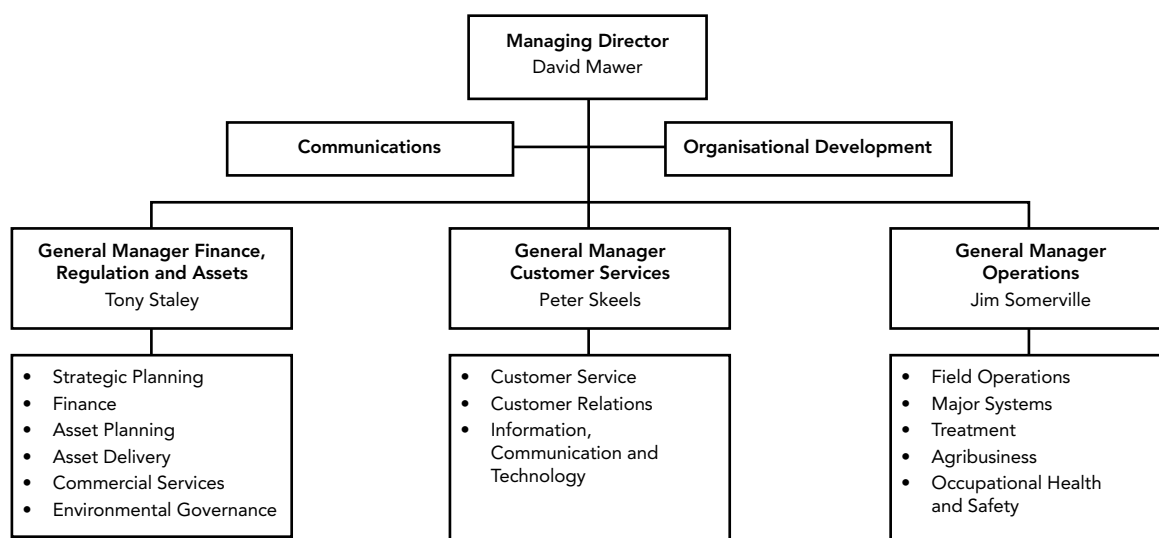 Managing Director
David Mawer
Communications
Organisational Development
General Manager Finance,
Regulation and Assets
Tony Staley
General Manager
Customer Services
Peter Skeels
General Manager
Operations
Jim Somerville
• Strategic Planning
• Finance
• Asset Planning
• Asset Delivery
• Commercial Services
• Environmental Governance
• Customer Service
• Customer Relations
• Information,
Communication and
Technology
• Field Operations
• Major Systems
• Treatment
• Agribusiness
• Occupational Health
and Safety